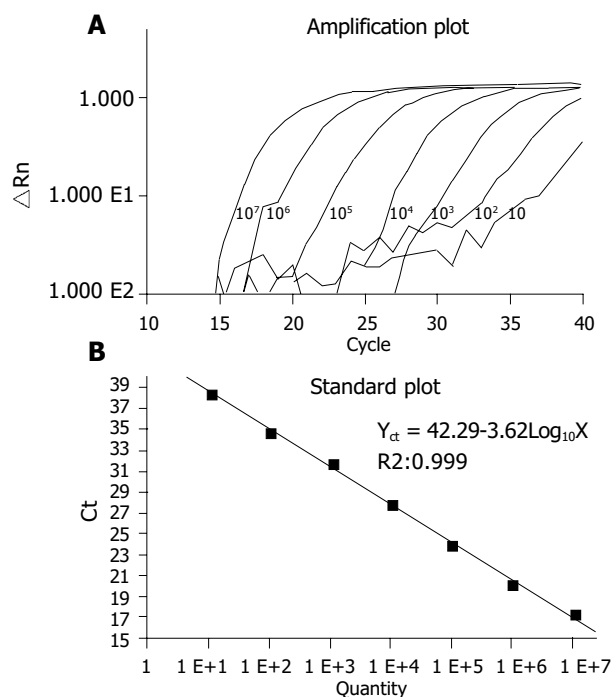 A Amplification plot
1.000
1.000 E1
1.000 E2
△Rn
10⁷ 10⁶ 10⁵ 10⁴ 10³ 10² 10
10 15 20 25 30 35 40
Cycle
B Standard plot
Y_ct = 42.29-3.62Log₁₀X
R2:0.999
39
37
35
33
31
29
27
25
23
21
19
17
15
Ct
1 1 E+1 1 E+2 1 E+3 1 E+4 1 E+5 1 E+6 1 E+7
Quantity